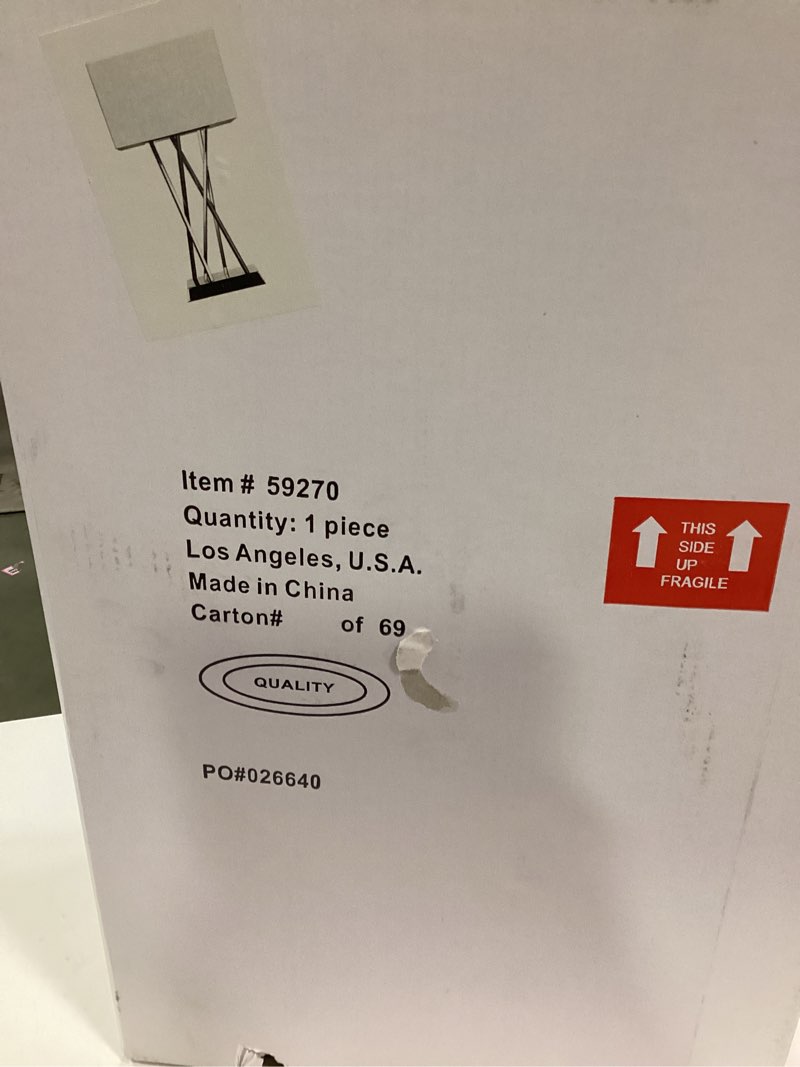 Item # 59270
Quantity: 1 piece
Los Angeles, U.S.A.
Made in China
Carton# of 69
QUALITY
PO#026640
THIS
SIDE
UP
FRAGILE